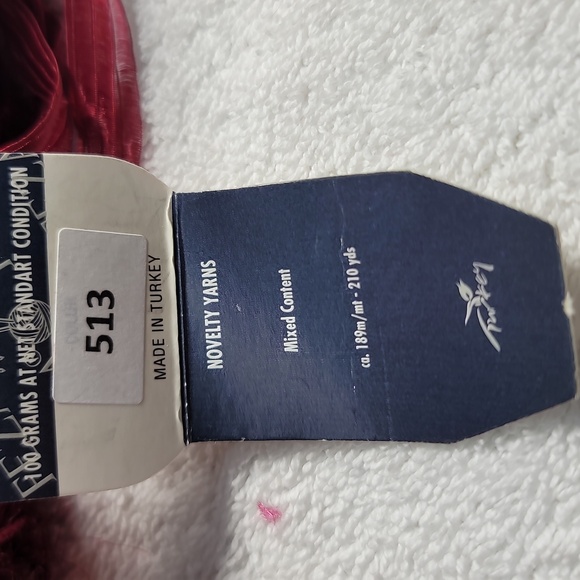 100 GRAMS AT NET STANDART CONDITION
513
MADE IN TURKEY
NOVELTY YARNS
Mixed Content
ca. 189m/mt - 210 yds
Turkey